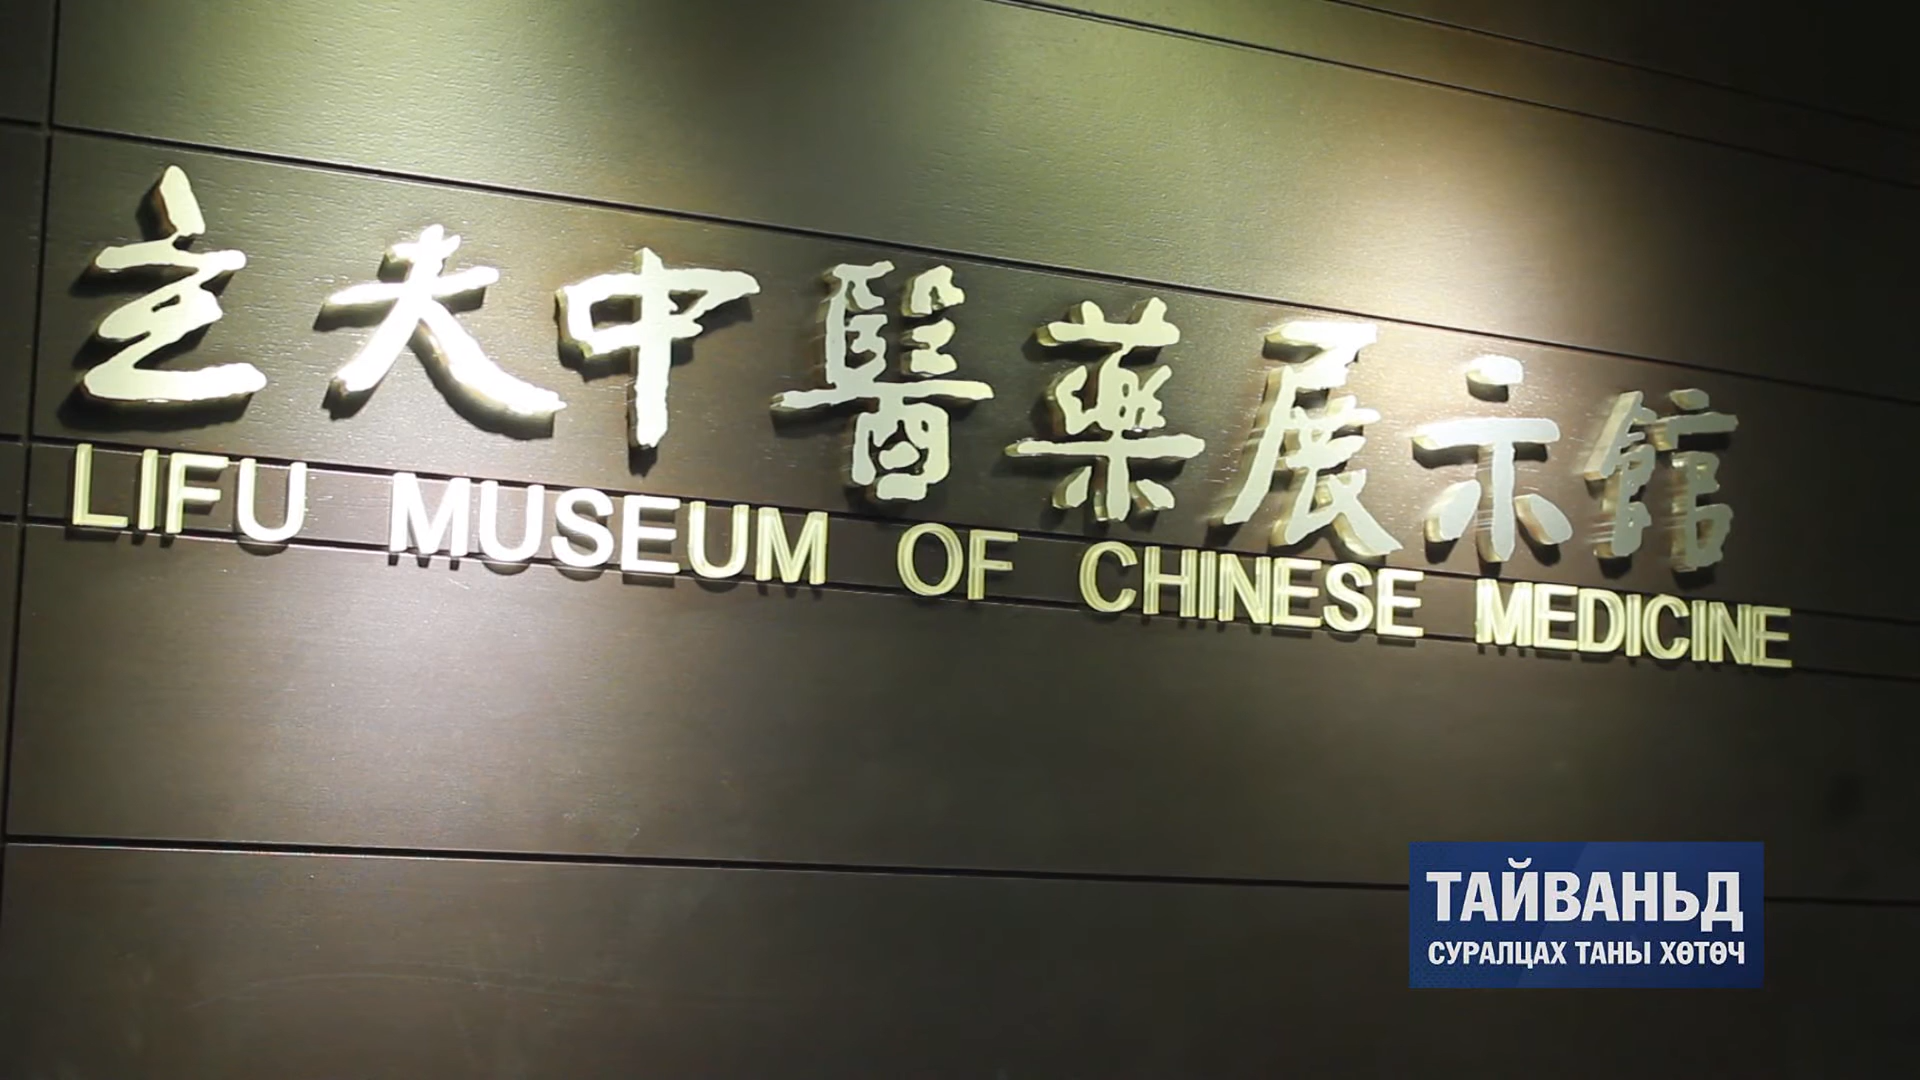 立夫中醫藥展示館
LIFU MUSEUM OF CHINESE MEDICINE
ТАЙВАНЬД
СУРАЛЦАХ ТАНЫ ХӨТӨЧ